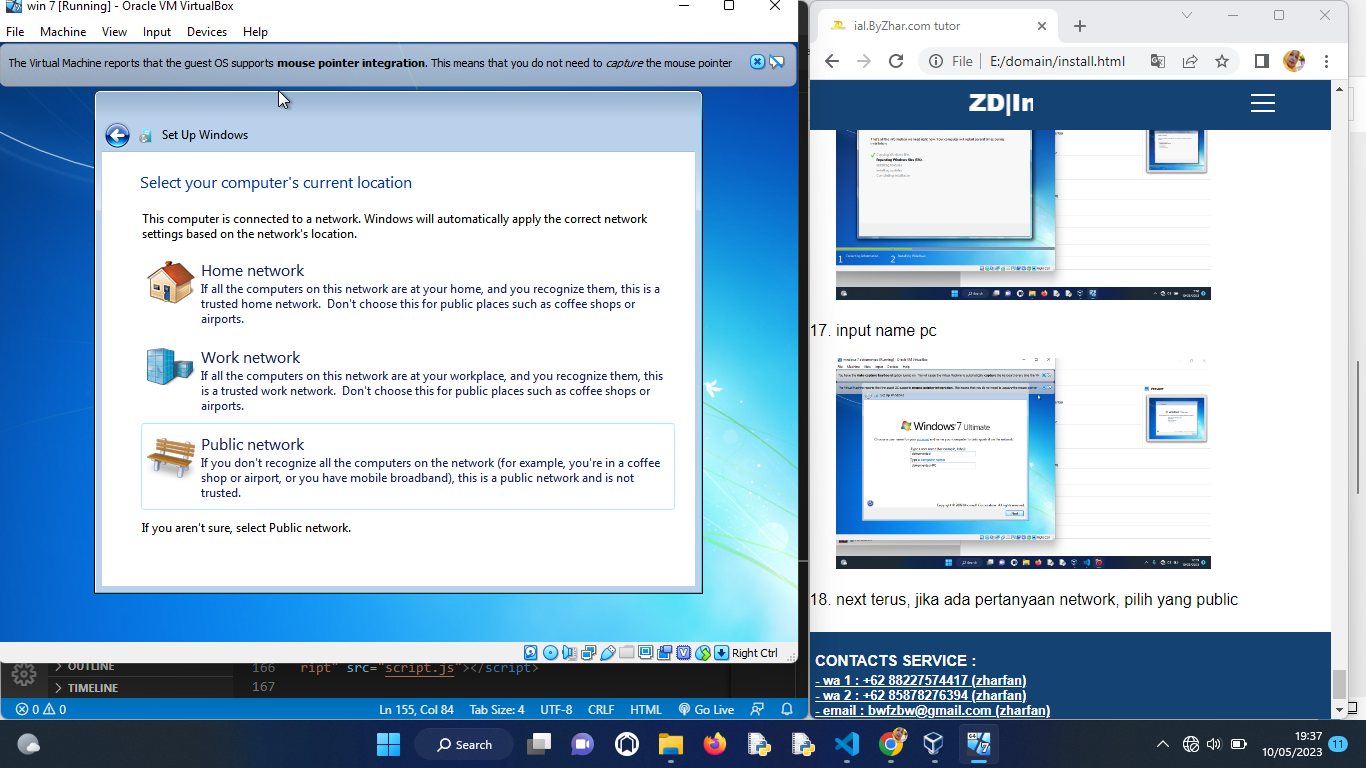 win 7 [Running] - Oracle VM VirtualBox
File Machine View Input Devices Help
The Virtual Machine reports that the guest OS supports mouse pointer integration. This means that you do not need to capture the mouse pointer
Set Up Windows
Select your computer's current location
This computer is connected to a network. Windows will automatically apply the correct network
settings based on the network's location.
Home network
If all the computers on this network are at your home, and you recognize them, this is a
trusted home network. Don't choose this for public places such as coffee shops or
airports.
Work network
If all the computers on this network are at your workplace, and you recognize them, this
is a trusted work network. Don't choose this for public places such as coffee shops or
airports.
Public network
If you don't recognize all the computers on the network (for example, you're in a coffee
shop or airport, or you have mobile broadband), this is a public network and is not
trusted.
If you aren't sure, select Public network.
Right Ctrl
OUTLINE
TIMELINE
166 ript" src="script.js"></script>
167
0 0 Ln 155, Col 84 Tab Size: 4 UTF-8 CRLF HTML Go Live
ial.ByZhar.com tutor
File E:/domain/install.html
ZD|In
17. input name pc
Set Up Windows
Windows 7 Ultimate
Next
18. next terus, jika ada pertanyaan network, pilih yang public
CONTACTS SERVICE :
- wa 1 : +62 88227574417 (zharfan)
- wa 2 : +62 85878276394 (zharfan)
- email : bwfzbw@gmail.com (zharfan)
Search
64
7
19:37
10/05/2023
11